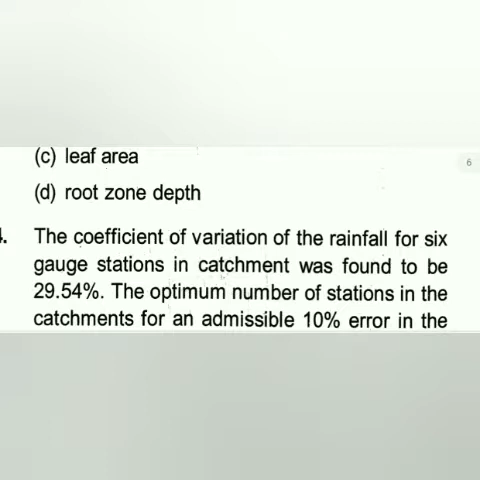 (c) leaf area
6
(d) root zone depth
The coefficient of variation of the rainfall for six
gauge stations in catchment was found to be
29.54%. The optimum number of stations in the
catchments for an admissible 10% error in the